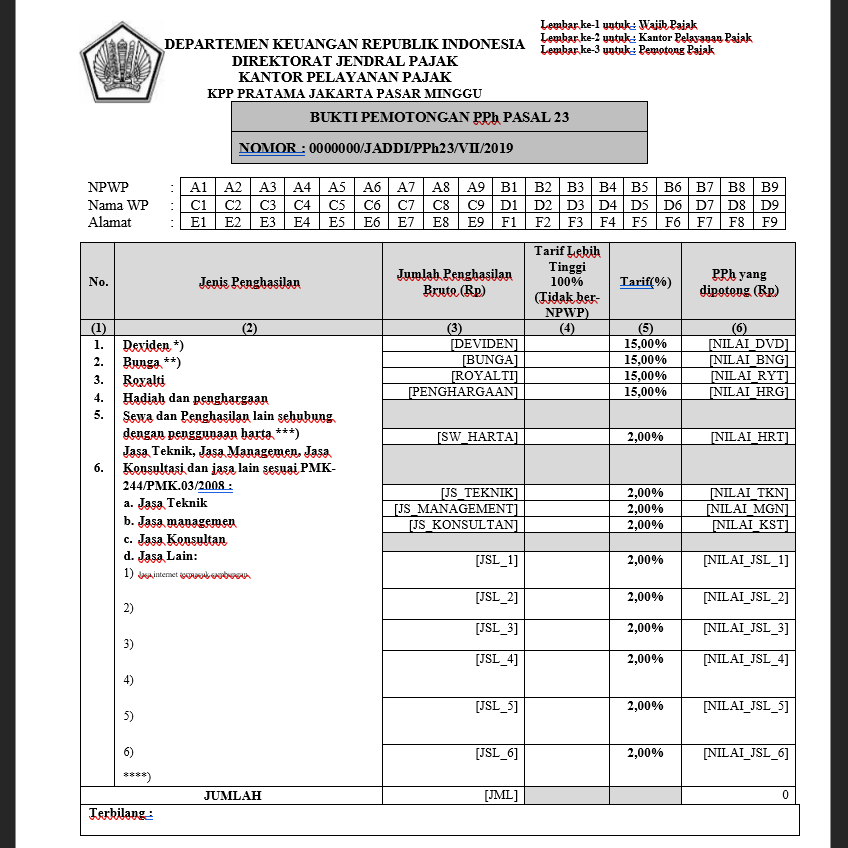 Lembar ke-1 untuk : Wajib Pajak
Lembar ke-2 untuk : Kantor Pelayanan Pajak
Lembar ke-3 untuk : Pemotong Pajak
DEPARTEMEN KEUANGAN REPUBLIK INDONESIA
DIREKTORAT JENDRAL PAJAK
KANTOR PELAYANAN PAJAK
KPP PRATAMA JAKARTA PASAR MINGGU
BUKTI PEMOTONGAN PPh PASAL 23
NOMOR : 0000000/JADDI/PPh23/VII/2019
NPWP : A1 A2 A3 A4 A5 A6 A7 A8 A9 B1 B2 B3 B4 B5 B6 B7 B8 B9
Nama WP : C1 C2 C3 C4 C5 C6 C7 C8 C9 D1 D2 D3 D4 D5 D6 D7 D8 D9
Alamat : E1 E2 E3 E4 E5 E6 E7 E8 E9 F1 F2 F3 F4 F5 F6 F7 F8 F9
No.
Jenis Penghasilan
Jumlah Penghasilan
Bruto (Rp)
Tarif Lebih
Tinggi
100%
(Tidak ber-
NPWP)
Tarif(%)
PPh yang
dipotong (Rp)
(1) (2) (3) (4) (5) (6)
1. Deviden *) [DEVIDEN] 15,00% [NILAI_DVD]
2. Bunga **) [BUNGA] 15,00% [NILAI_BNG]
3. Royalti [ROYALTI] 15,00% [NILAI_RYT]
4. Hadiah dan penghargaan [PENGHARGAAN] 15,00% [NILAI_HRG]
5. Sewa dan Penghasilan lain sehubung
dengan penggunaan harta ***) [SW_HARTA] 2,00% [NILAI_HRT]
Jasa Teknik, Jasa Managemen, Jasa
6. Konsultasi dan jasa lain sesuai PMK-
244/PMK.03/2008 :
a. Jasa Teknik [JS_TEKNIK] 2,00% [NILAI_TKN]
b. Jasa managemen [JS_MANAGEMENT] 2,00% [NILAI_MGN]
c. Jasa Konsultan [JS_KONSULTAN] 2,00% [NILAI_KST]
d. Jasa Lain:
1) Jasa internet termasuk sambungan [JSL_1] 2,00% [NILAI_JSL_1]
2) [JSL_2] 2,00% [NILAI_JSL_2]
3) [JSL_3] 2,00% [NILAI_JSL_3]
4) [JSL_4] 2,00% [NILAI_JSL_4]
5) [JSL_5] 2,00% [NILAI_JSL_5]
6) [JSL_6] 2,00% [NILAI_JSL_6]
****)
JUMLAH [JML] 0
Terbilang :